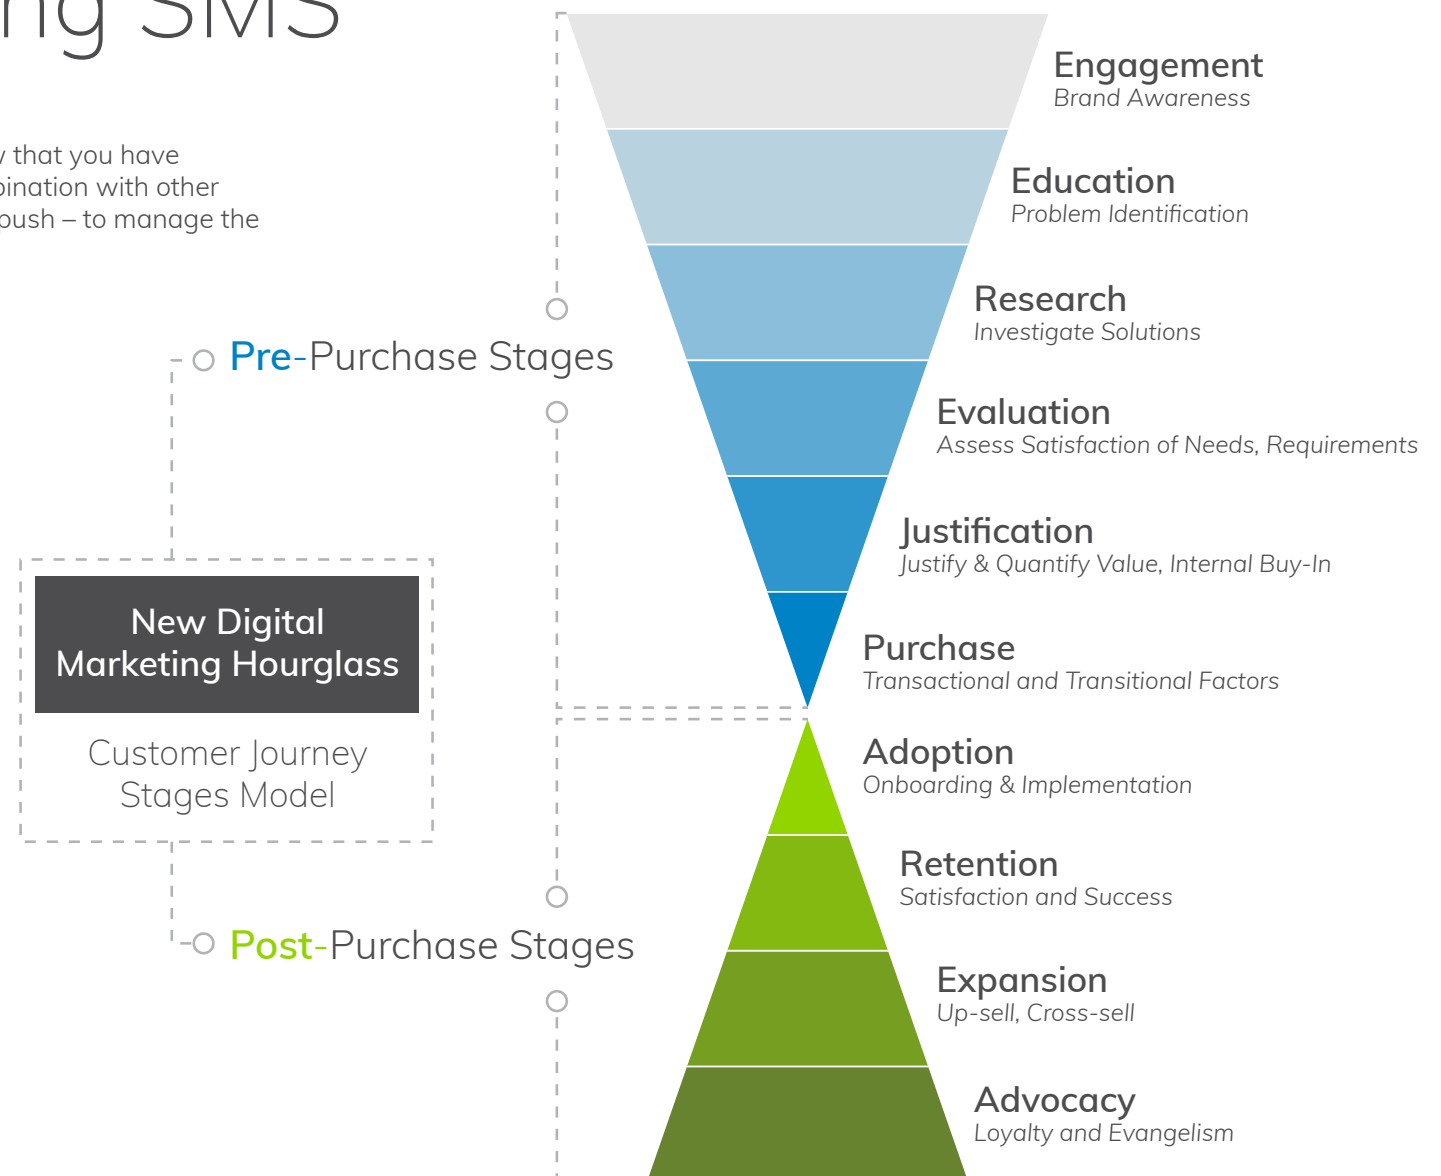 ng SMS
that you have
bination with other
push – to manage the
Engagement
Brand Awareness
Education
Problem Identification
Research
Investigate Solutions
Pre-Purchase Stages
Evaluation
Assess Satisfaction of Needs, Requirements
Justification
Justify & Quantify Value, Internal Buy-In
New Digital
Marketing Hourglass
Customer Journey
Stages Model
Purchase
Transactional and Transitional Factors
Adoption
Onboarding & Implementation
Retention
Satisfaction and Success
Post-Purchase Stages
Expansion
Up-sell, Cross-sell
Advocacy
Loyalty and Evangelism